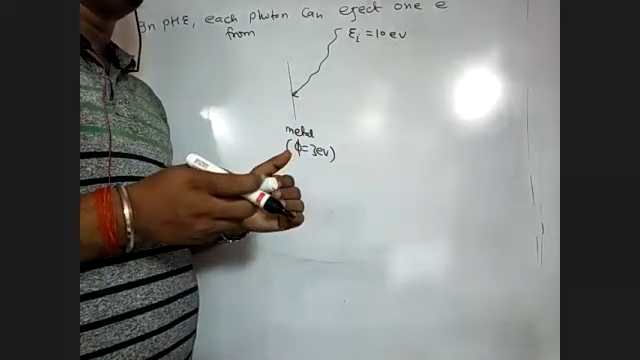 In pHE, each photon can eject one e
from
Ei = 10 ev
metal
(ϕ = 3ev)